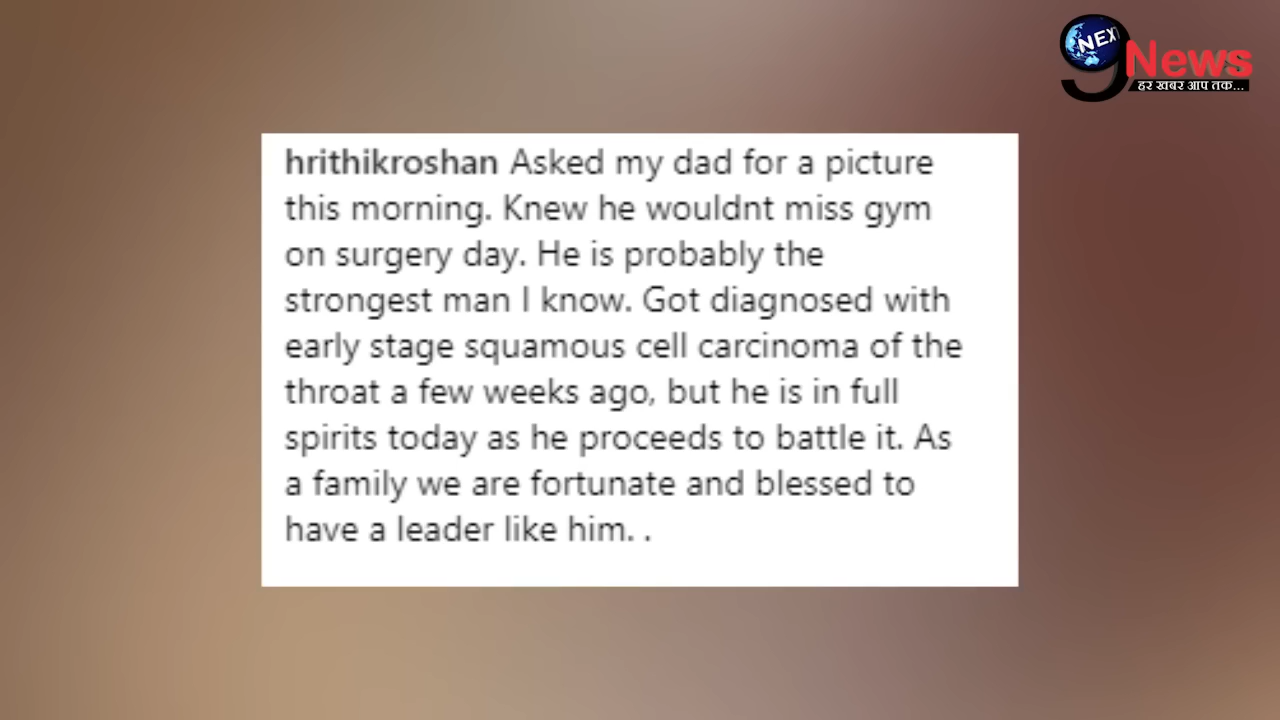 NEXT
9 News
हर खबर आप तक...
hrithikroshan Asked my dad for a picture
this morning. Knew he wouldnt miss gym
on surgery day. He is probably the
strongest man I know. Got diagnosed with
early stage squamous cell carcinoma of the
throat a few weeks ago, but he is in full
spirits today as he proceeds to battle it. As
a family we are fortunate and blessed to
have a leader like him. .